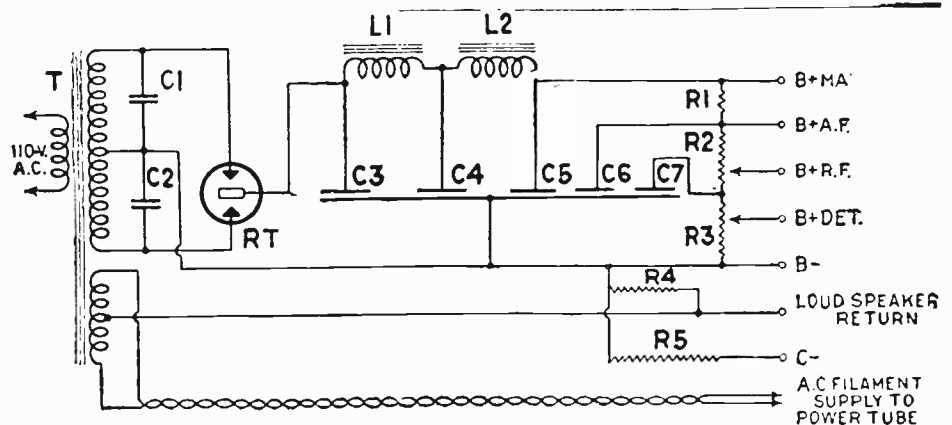 L1 L2
T
C1
110-V.
A.C.
C2
RT
C3 C4 C5 C6 C7
R1
R2
R3
R4
R5
B+MA
B+A.F.
B+R.F.
B+DET.
B-
LOUD SPEAKER
RETURN
C-
A.C FILAMENT
SUPPLY TO
POWER TUBE